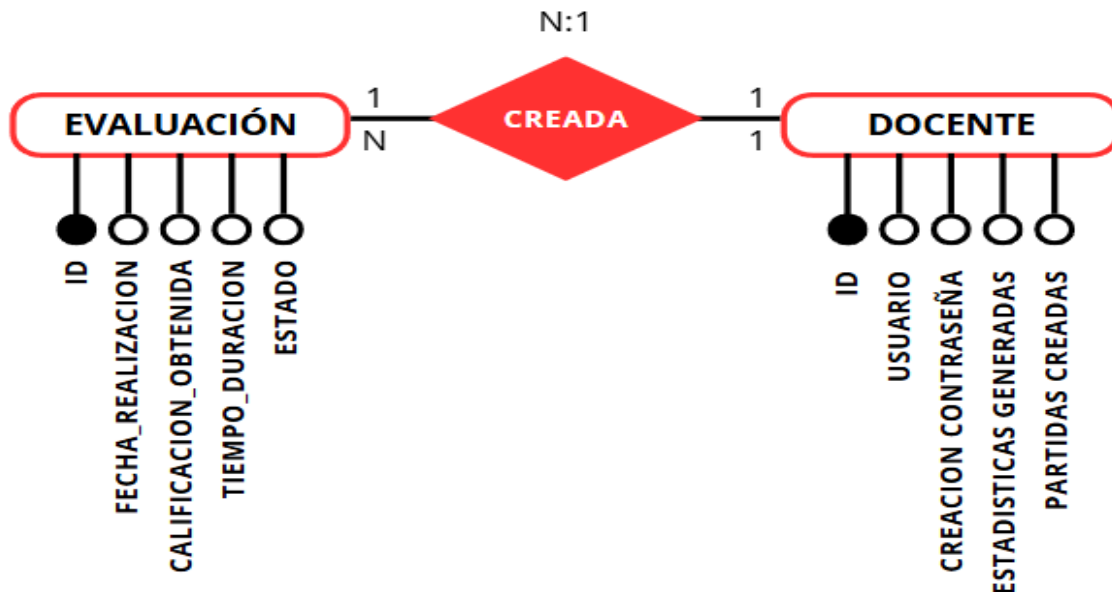 N:1
EVALUACIÓN
1
N
CREADA
1
1
DOCENTE
ID
FECHA_REALIZACION
CALIFICACION_OBTENIDA
TIEMPO_DURACION
ESTADO
ID
USUARIO
CREACION CONTRASEÑA
ESTADISTICAS GENERADAS
PARTIDAS CREADAS